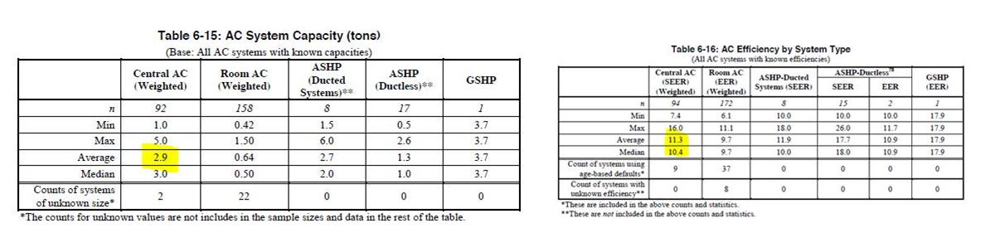 Table 6-15: AC System Capacity (tons)
(Base: All AC systems with known capacities)
Central AC (Weighted) Room AC (Weighted) ASHP (Ducted Systems)** ASHP (Ductless)** GSHP
n 92 158 8 17 1
Min 1.0 0.42 1.5 0.5 3.7
Max 5.0 1.50 6.0 2.6 3.7
Average 2.9 0.64 2.7 1.3 3.7
Median 3.0 0.50 2.0 1.0 3.7
Counts of systems of unknown size* 2 22 0 0 0
*The counts for unknown values are not includes in the sample sizes and data in the rest of the table.
Table 6-16: AC Efficiency by System Type
(All AC systems with known efficiencies)
Central AC (SEER) (Weighted) Room AC (EER) (Weighted) ASHP-Ducted Systems (SEER) ASHP-Ductless SEER EER GSHP (EER)
n 94 172 8 15 2 1
Min 7.4 6.1 10.0 10.0 10.0 17.9
Max 16.0 11.1 18.0 26.0 11.7 17.9
Average 11.3 9.7 11.9 17.7 10.9 17.9
Median 10.4 9.7 10.0 18.0 10.9 17.9
Count of systems using age-based defaults* 9 37 0 0 0 0
Count of systems with unknown efficiency** 0 8 0 0 0 0
*These are included in the above counts and statistics.
**These are not included in the above counts and statistics.